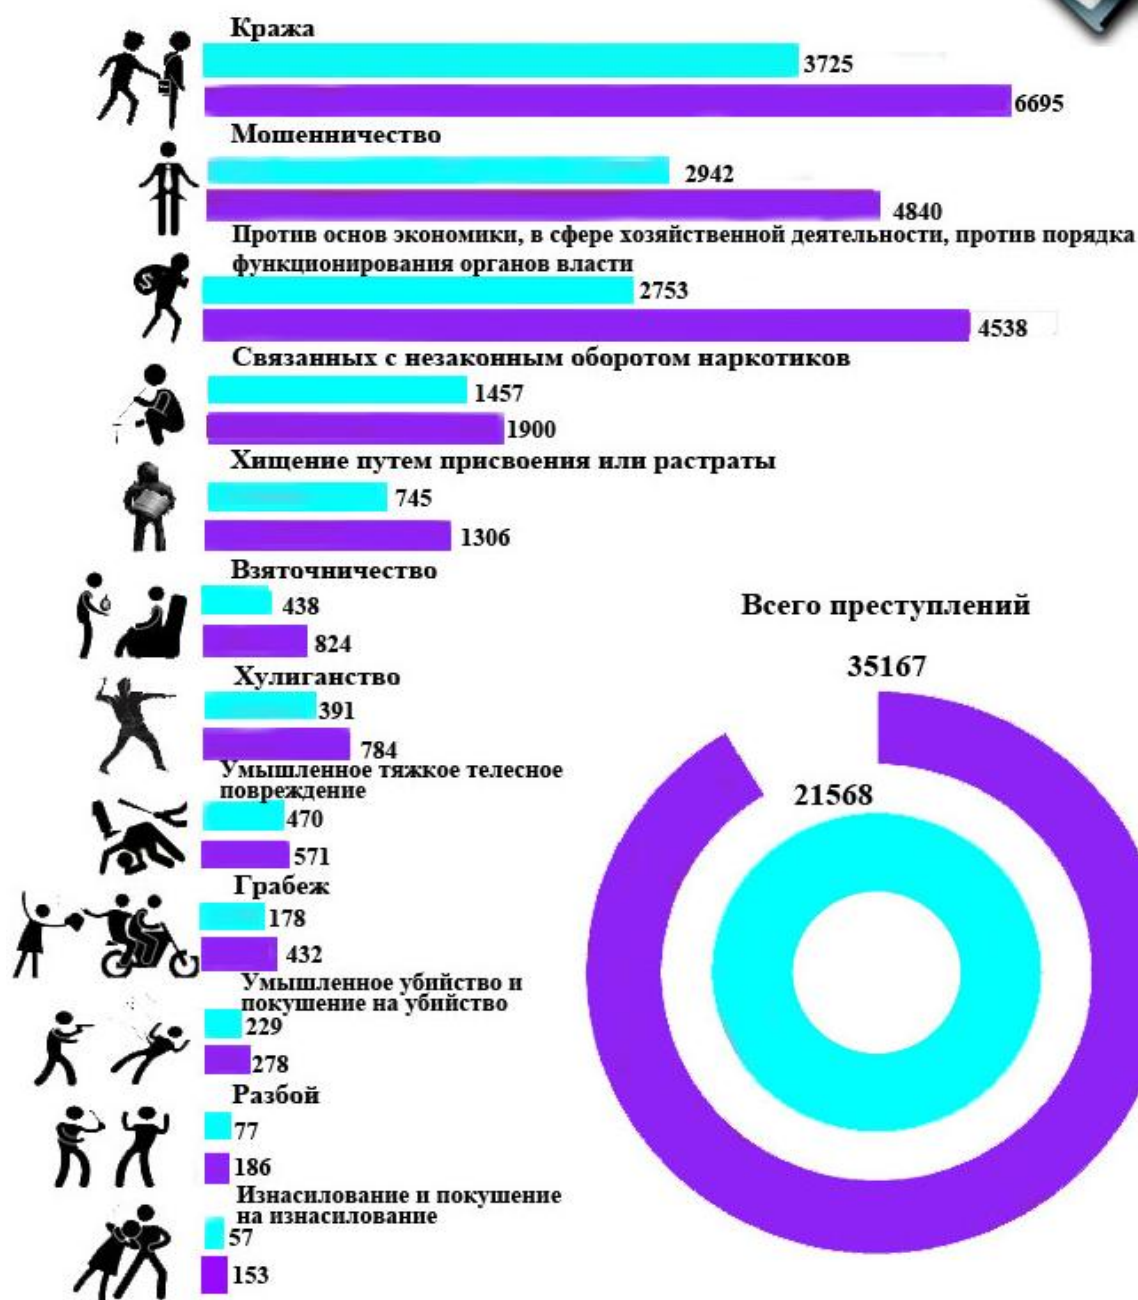 Кража
3725
6695
Мошенничество
2942
4840
Против основ экономики, в сфере хозяйственной деятельности, против порядка
функционирования органов власти
2753
4538
Связанных с незаконным оборотом наркотиков
1457
1900
Хищение путем присвоения или растраты
745
1306
Взяточничество
438
824
Хулиганство
391
784
Умышленное тяжкое телесное
повреждение
470
571
Грабеж
178
432
Умышленное убийство и
покушение на убийство
229
278
Разбой
77
186
Изнасилование и покушение
на изнасилование
57
153
Всего преступлений
35167
21568